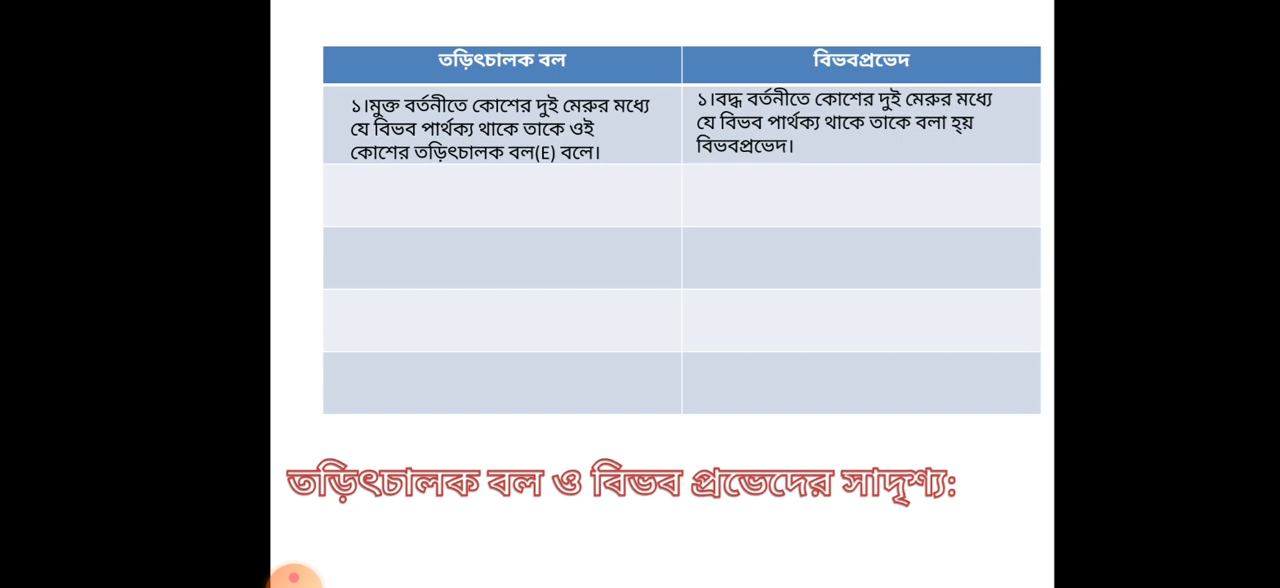 তড়িৎচালক বল
বিভবপ্রভেদ
১।মুক্ত বর্তনীতে কোশের দুই মেরুর মধ্যে
যে বিভব পার্থক্য থাকে তাকে ওই
কোশের তড়িৎচালক বল(E) বলে।
১।বদ্ধ বর্তনীতে কোশের দুই মেরুর মধ্যে
যে বিভব পার্থক্য থাকে তাকে বলা হ্য়
বিভবপ্রভেদ।
তড়িৎচালক বল ও বিভব প্রভেদের সাদৃশ্য: